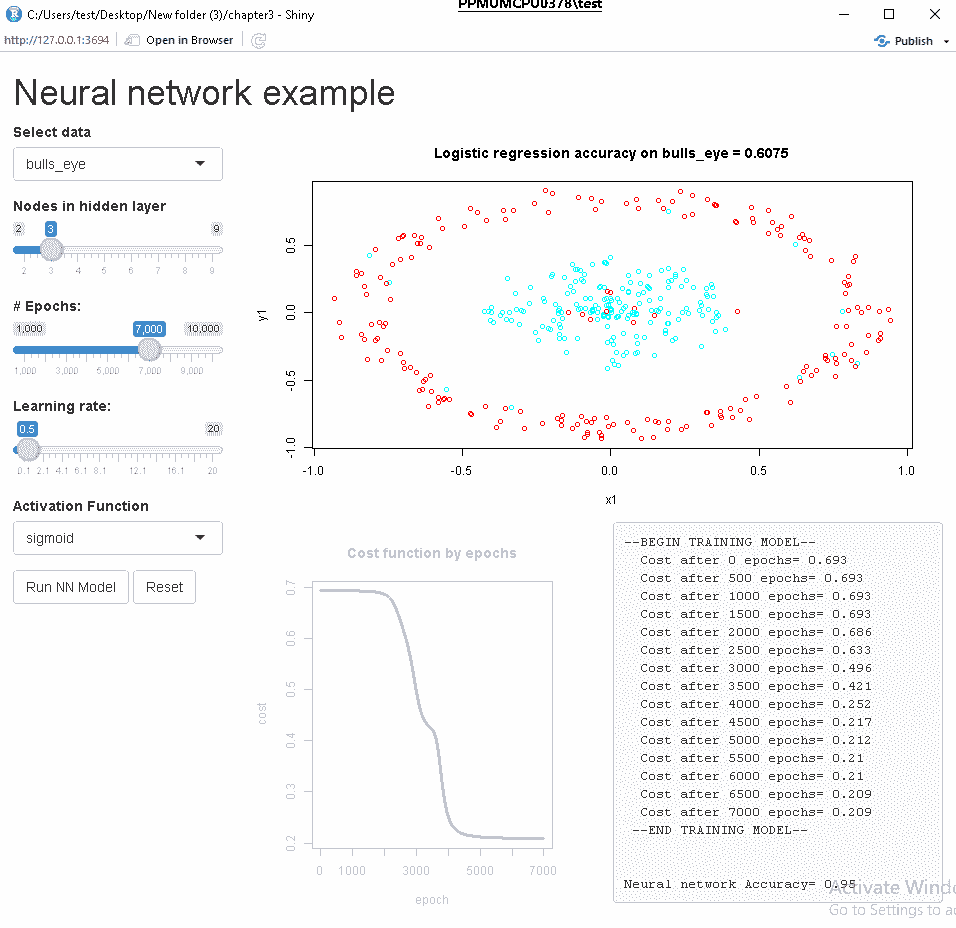 PPMUMCPU0378\test
C:/Users/test/Desktop/New folder (3)/chapter3 - Shiny
http://127.0.0.1:3694 Open in Browser Publish
Neural network example
Select data
bulls_eye
Nodes in hidden layer
2 3 9
2 3 4 5 6 7 8 9
# Epochs:
1,000 7,000 10,000
1,000 3,000 5,000 7,000 9,000
Learning rate:
0.5 20
0.1 2.1 4.1 6.1 8.1 12.1 16.1 20
Activation Function
sigmoid
Run NN Model Reset
Logistic regression accuracy on bulls_eye = 0.6075
y1
0.5
0.0
-0.5
-1.0
-1.0 -0.5 0.0 0.5 1.0
x1
Cost function by epochs
cost
0.7
0.6
0.5
0.4
0.3
0.2
0 1000 3000 5000 7000
epoch
--BEGIN TRAINING MODEL--
Cost after 0 epochs= 0.693
Cost after 500 epochs= 0.693
Cost after 1000 epochs= 0.693
Cost after 1500 epochs= 0.693
Cost after 2000 epochs= 0.686
Cost after 2500 epochs= 0.633
Cost after 3000 epochs= 0.496
Cost after 3500 epochs= 0.421
Cost after 4000 epochs= 0.252
Cost after 4500 epochs= 0.217
Cost after 5000 epochs= 0.212
Cost after 5500 epochs= 0.21
Cost after 6000 epochs= 0.21
Cost after 6500 epochs= 0.209
Cost after 7000 epochs= 0.209
--END TRAINING MODEL--
Neural network Accuracy= 0.95
Activate Windo
Go to Settings to a